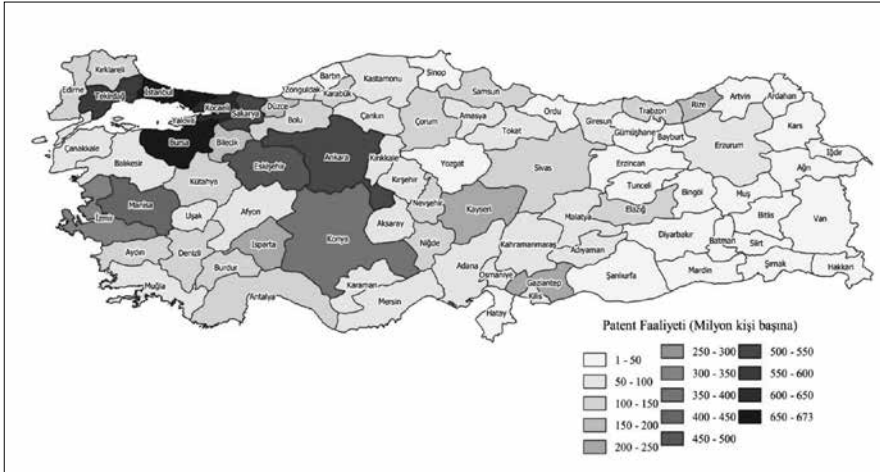 Kırklareli
Edirne
Tekirdağ
İstanbul
Kocaeli
Yalova
Sakarya
Düzce
Zonguldak
Bartın
Karabük
Kastamonu
Sinop
Samsun
Bolu
Çankırı
Çorum
Amasya
Tokat
Ordu
Giresun
Trabzon
Rize
Artvin
Ardahan
Kars
Gümüşhane
Bayburt
Erzurum
Iğdır
Ağrı
Çanakkale
Balıkesir
Bursa
Bilecik
Eskişehir
Ankara
Kırıkkale
Yozgat
Sivas
Erzincan
Tunceli
Bingöl
Muş
Bitlis
Van
Kütahya
Manisa
İzmir
Uşak
Afyon
Kırşehir
Nevşehir
Kayseri
Malatya
Elazığ
Diyarbakır
Batman
Siirt
Aksaray
Konya
Isparta
Niğde
Kahramanmaraş
Adıyaman
Şırnak
Hakkari
Aydın
Denizli
Burdur
Muğla
Antalya
Karaman
Mersin
Adana
Osmaniye
Gaziantep
Kilis
Şanlıurfa
Mardin
Hatay
Patent Faaliyeti (Milyon kişi başına)
1 - 50
50 - 100
100 - 150
150 - 200
200 - 250
250 - 300
300 - 350
350 - 400
400 - 450
450 - 500
500 - 550
550 - 600
600 - 650
650 - 673